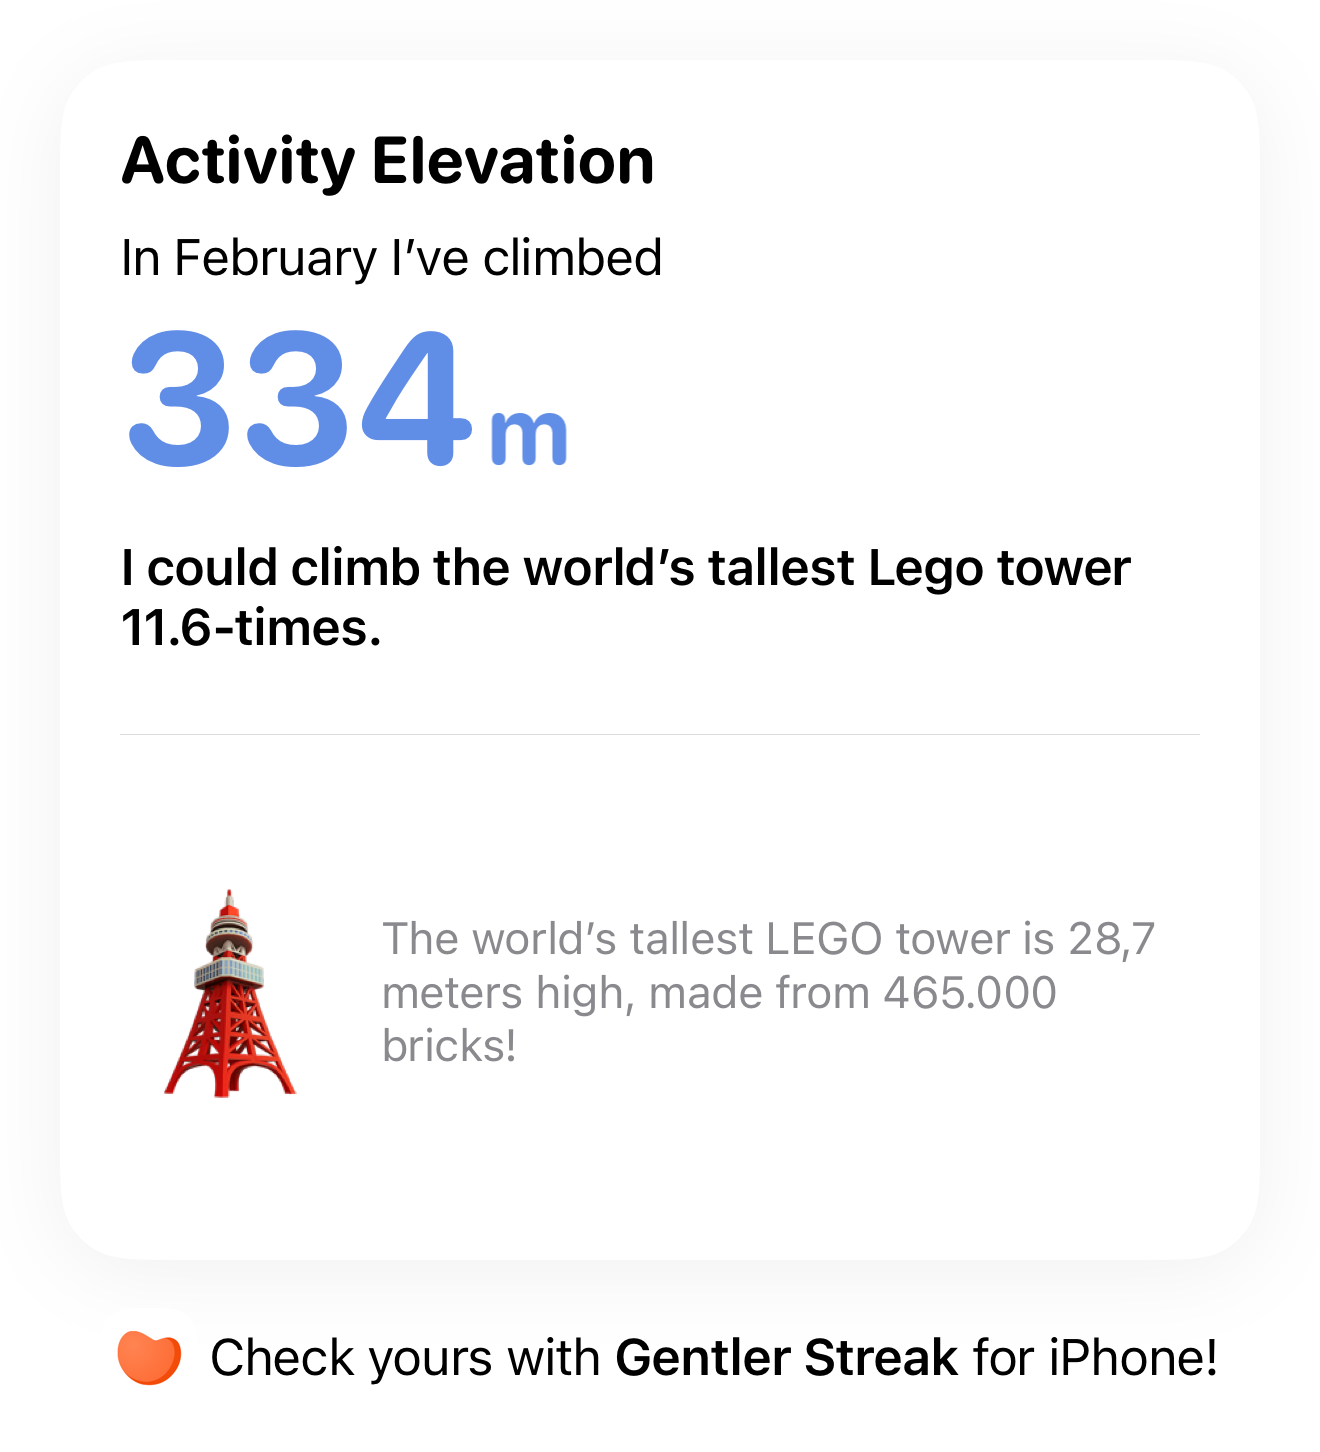 Activity Elevation
In February I’ve climbed
334 m
I could climb the world’s tallest Lego tower
11.6-times.
The world’s tallest LEGO tower is 28,7
meters high, made from 465.000
bricks!
Check yours with Gentler Streak for iPhone!